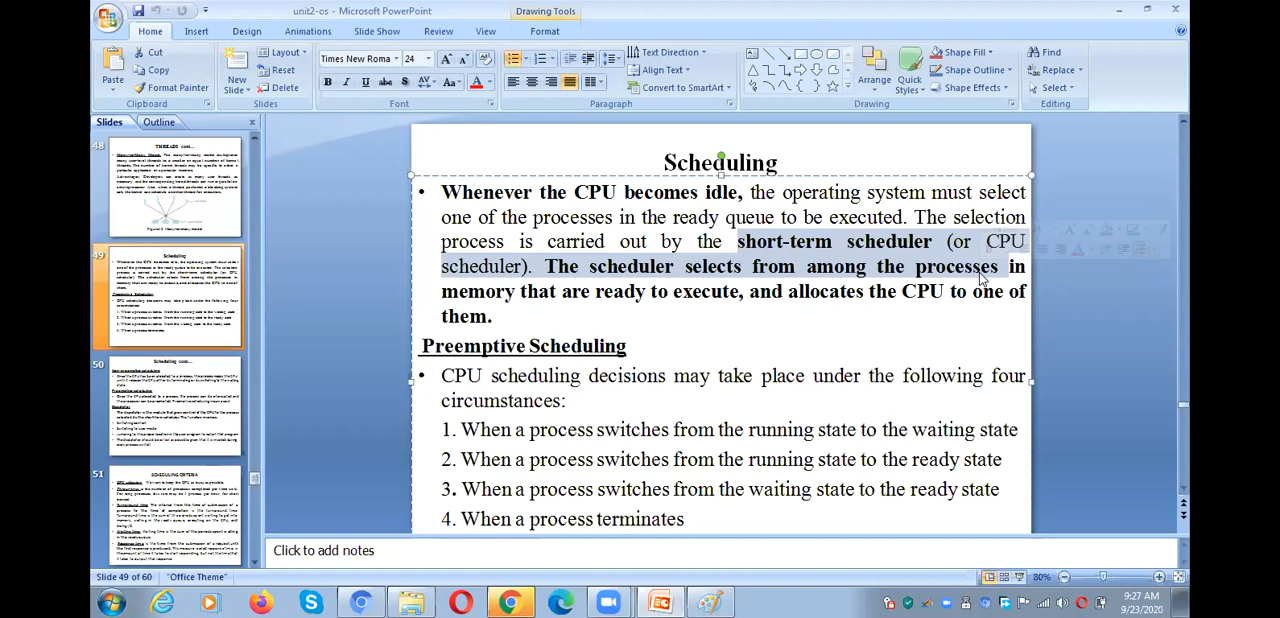 unit2-os - Microsoft PowerPoint
Drawing Tools
Home Insert Design Animations Slide Show Review View Format
Cut
Copy
Format Painter
Paste
Clipboard
New Slide
Layout
Reset
Delete
Slides
Times New Roma 24
B I U abe S AV Aa A
Font
Text Direction
Align Text
Convert to SmartArt
Paragraph
Arrange
Quick Styles
Shape Fill
Shape Outline
Shape Effects
Drawing
Find
Replace
Select
Editing
Slides Outline
48
49
50
51
Scheduling
• Whenever the CPU becomes idle, the operating system must select
one of the processes in the ready queue to be executed. The selection
process is carried out by the short-term scheduler (or CPU
scheduler). The scheduler selects from among the processes in
memory that are ready to execute, and allocates the CPU to one of
them.
Preemptive Scheduling
• CPU scheduling decisions may take place under the following four
circumstances:
1. When a process switches from the running state to the waiting state
2. When a process switches from the running state to the ready state
3. When a process switches from the waiting state to the ready state
4. When a process terminates
Click to add notes
Slide 49 of 60 "Office Theme" 80%
9:27 AM
9/23/2020